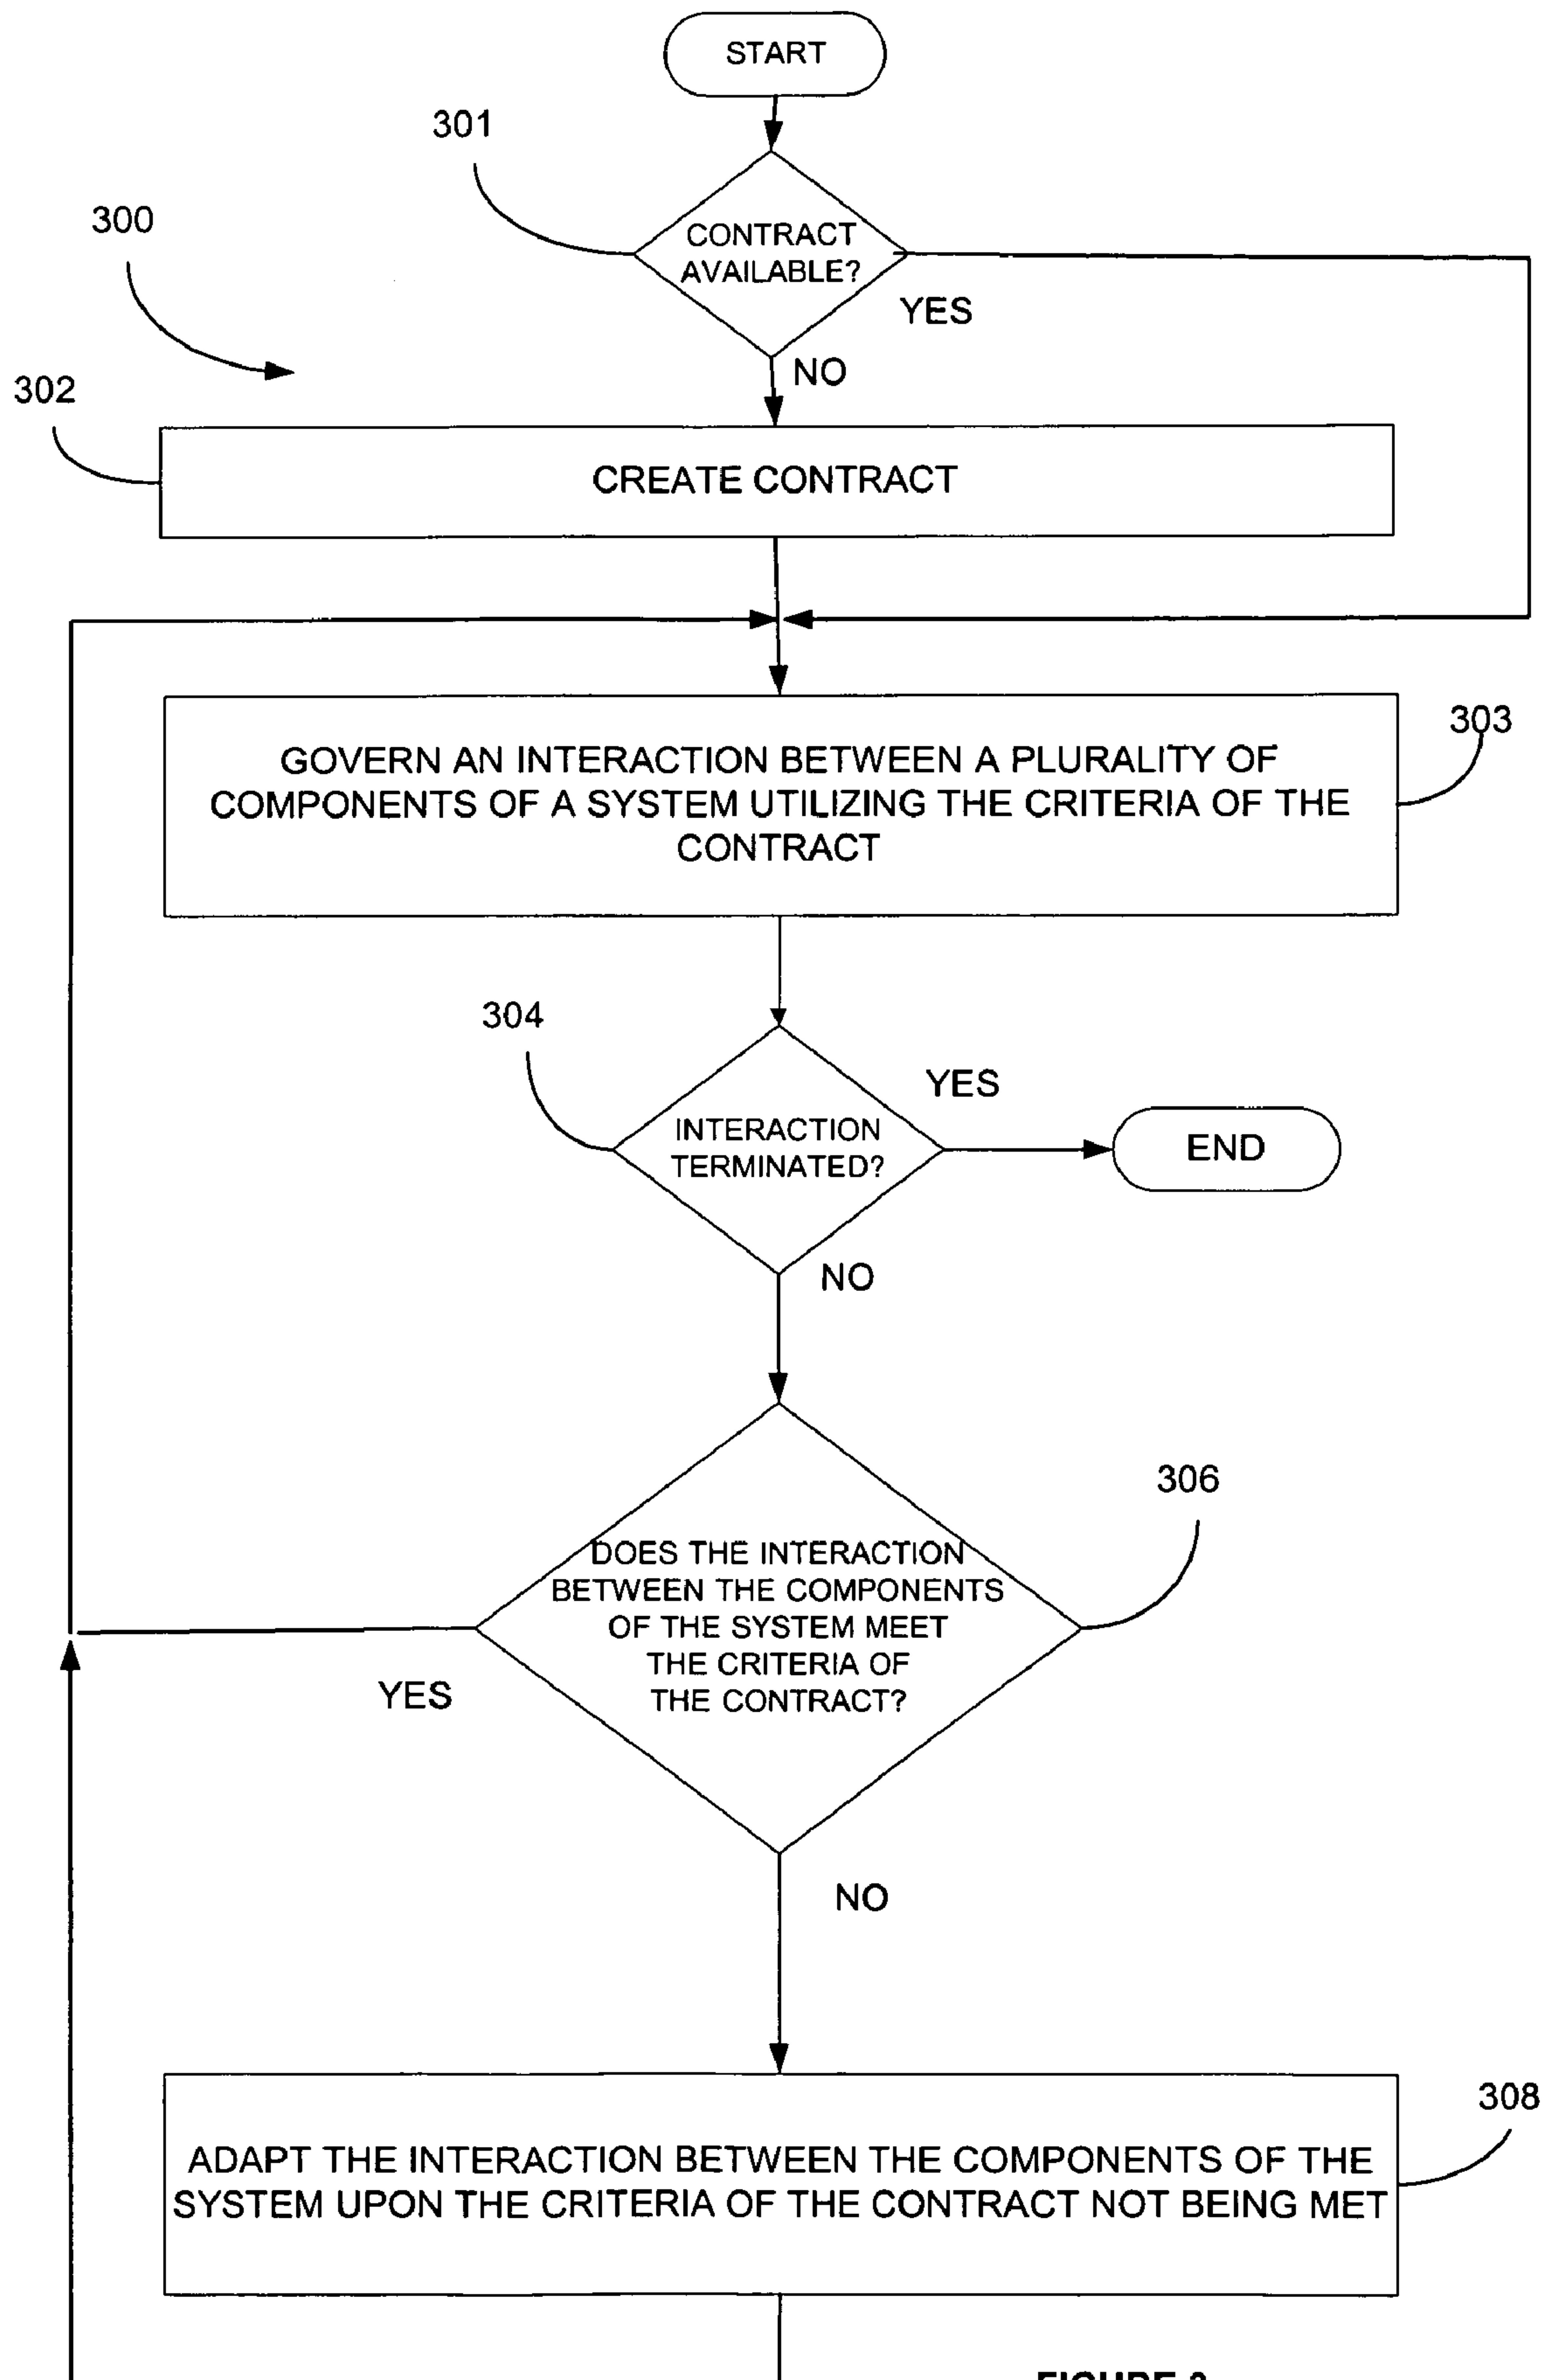 START
301
300
CONTRACT
AVAILABLE?
YES
NO
302
CREATE CONTRACT
303
GOVERN AN INTERACTION BETWEEN A PLURALITY OF
COMPONENTS OF A SYSTEM UTILIZING THE CRITERIA OF THE
CONTRACT
304
YES
INTERACTION
TERMINATED?
END
NO
306
DOES THE INTERACTION
BETWEEN THE COMPONENTS
OF THE SYSTEM MEET
THE CRITERIA OF
THE CONTRACT?
YES
NO
308
ADAPT THE INTERACTION BETWEEN THE COMPONENTS OF THE
SYSTEM UPON THE CRITERIA OF THE CONTRACT NOT BEING MET
FIGURE